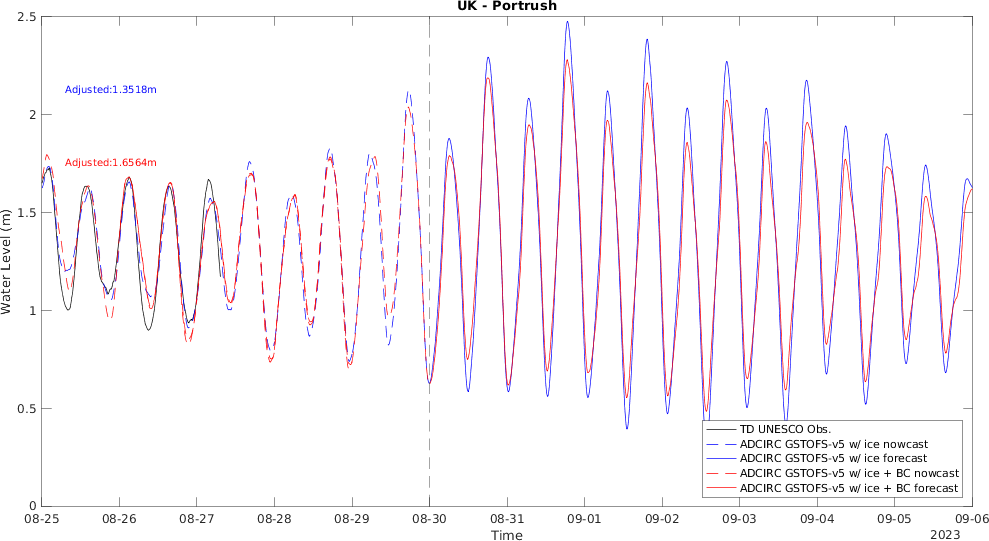 UK - Portrush
2.5
2
1.5
1
0.5
0
Water Level (m)
Adjusted:1.3518m
Adjusted:1.6564m
TD UNESCO Obs.
ADCIRC GSTOFS-v5 w/ ice nowcast
ADCIRC GSTOFS-v5 w/ ice forecast
ADCIRC GSTOFS-v5 w/ ice + BC nowcast
ADCIRC GSTOFS-v5 w/ ice + BC forecast
08-25 08-26 08-27 08-28 08-29 08-30 08-31 09-01 09-02 09-03 09-04 09-05 09-06
Time
2023